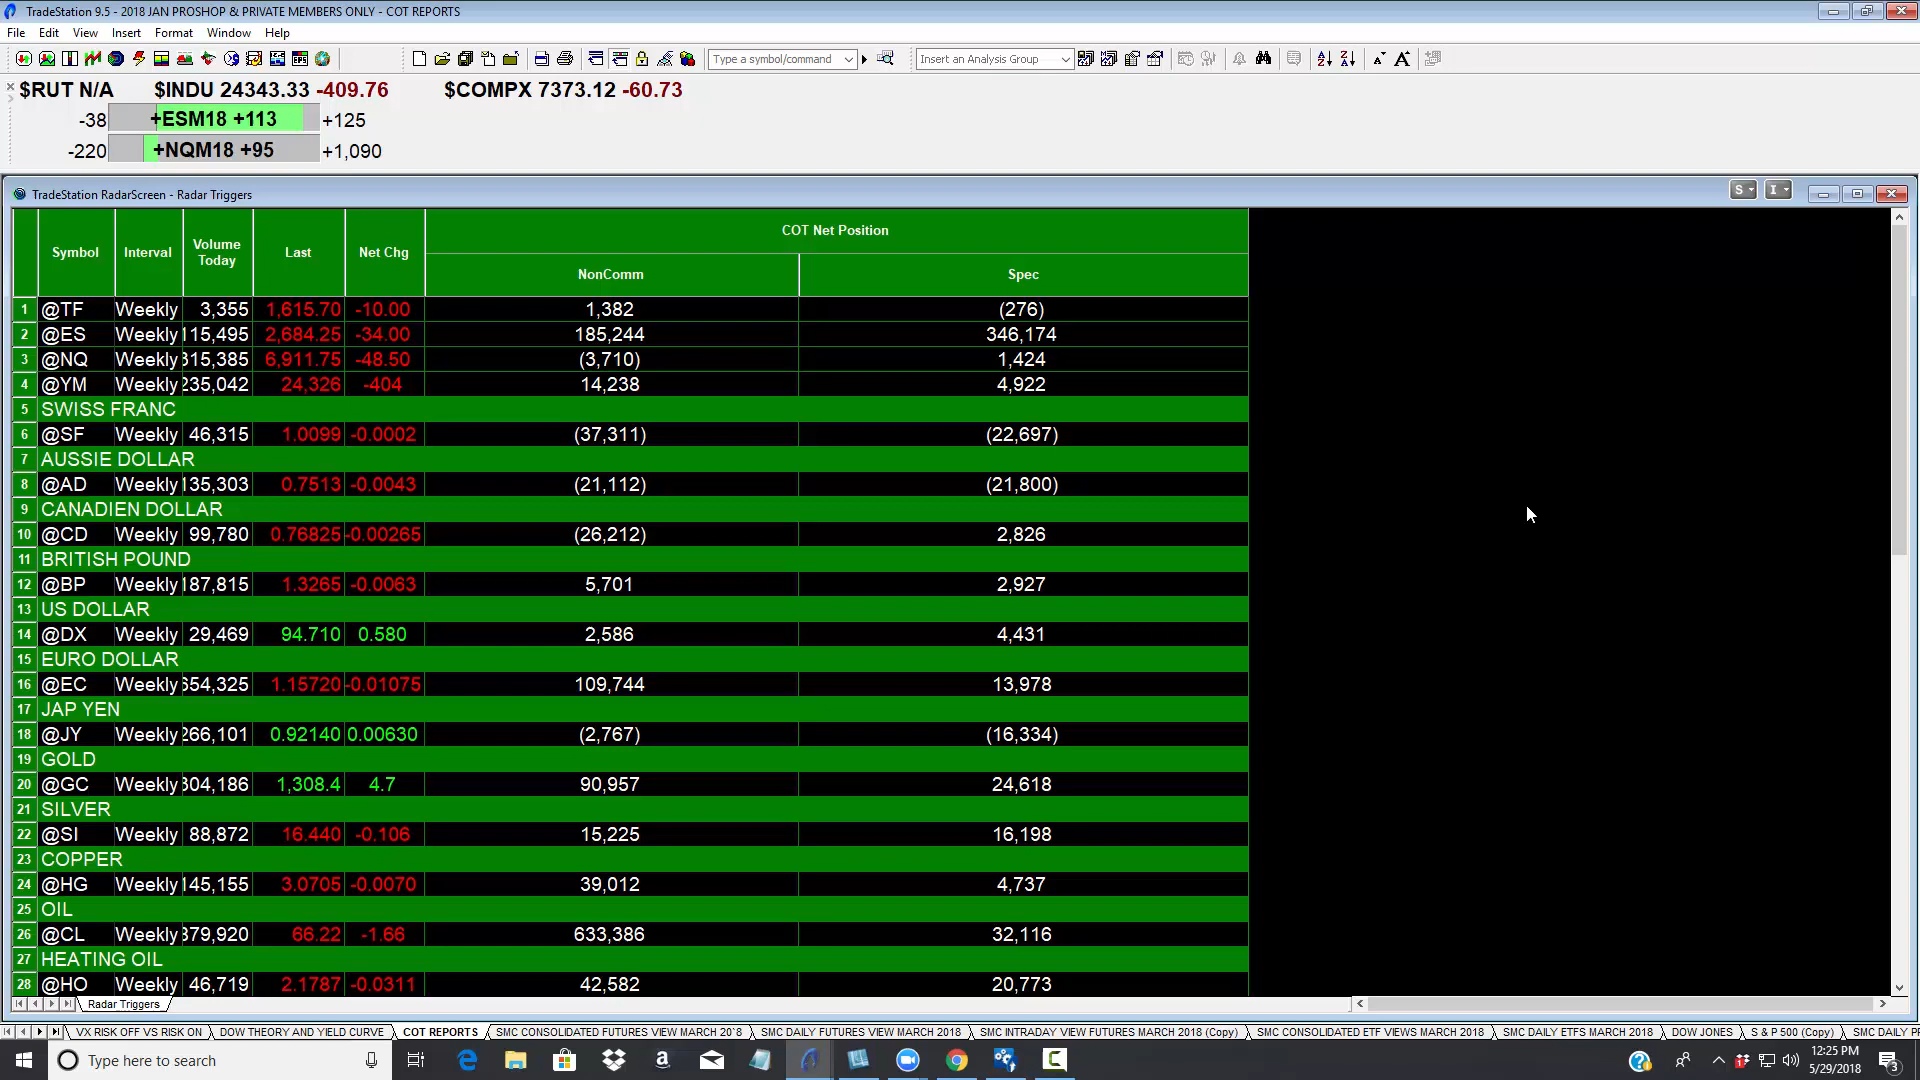 TradeStation 9.5 - 2018 JAN PROSHOP & PRIVATE MEMBERS ONLY - COT REPORTS
File Edit View Insert Format Window Help
Type a symbol/command Insert an Analysis Group
$RUT N/A $INDU 24343.33 -409.76 $COMPX 7373.12 -60.73
-38 +ESM18 +113 +125
-220 +NQM18 +95 +1,090
TradeStation RadarScreen - Radar Triggers S I
Symbol Interval Volume Today Last Net Chg COT Net Position
NonComm Spec
1 @TF Weekly 3,355 1,615.70 -10.00 1,382 (276)
2 @ES Weekly 115,495 2,684.25 -34.00 185,244 346,174
3 @NQ Weekly 315,385 6,911.75 -48.50 (3,710) 1,424
4 @YM Weekly 235,042 24,326 -404 14,238 4,922
5 SWISS FRANC
6 @SF Weekly 46,315 1.0099 -0.0002 (37,311) (22,697)
7 AUSSIE DOLLAR
8 @AD Weekly 135,303 0.7513 -0.0043 (21,112) (21,800)
9 CANADIEN DOLLAR
10 @CD Weekly 99,780 0.76825 -0.00265 (26,212) 2,826
11 BRITISH POUND
12 @BP Weekly 187,815 1.3265 -0.0063 5,701 2,927
13 US DOLLAR
14 @DX Weekly 29,469 94.710 0.580 2,586 4,431
15 EURO DOLLAR
16 @EC Weekly 654,325 1.15720 -0.01075 109,744 13,978
17 JAP YEN
18 @JY Weekly 266,101 0.92140 0.00630 (2,767) (16,334)
19 GOLD
20 @GC Weekly 304,186 1,308.4 4.7 90,957 24,618
21 SILVER
22 @SI Weekly 88,872 16.440 -0.106 15,225 16,198
23 COPPER
24 @HG Weekly 145,155 3.0705 -0.0070 39,012 4,737
25 OIL
26 @CL Weekly 379,920 66.22 -1.66 633,386 32,116
27 HEATING OIL
28 @HO Weekly 46,719 2.1787 -0.0311 42,582 20,773
Radar Triggers
VX RISK OFF VS RISK ON DOW THEORY AND YIELD CURVE COT REPORTS SMC CONSOLIDATED FUTURES VIEW MARCH 20`8 SMC DAILY FUTURES VIEW MARCH 2018 SMC INTRADAY VIEW FUTURES MARCH 2018 (Copy) SMC CONSOLIDATED ETF VIEWS MARCH 2018 SMC DAILY ETFS MARCH 2018 DOW JONES S & P 500 (Copy) SMC DAILY
Type here to search
12:25 PM
5/29/2018
3